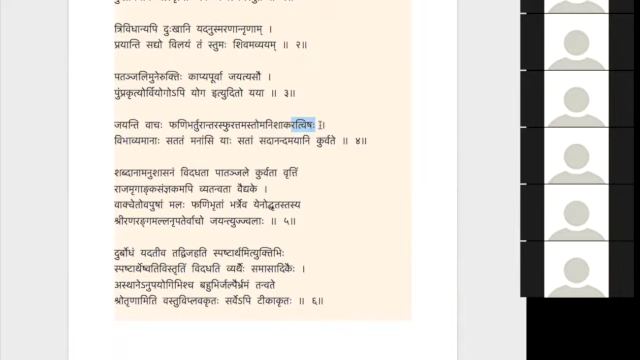 त्रिविधान्यपि दुःखानि यदनुस्मरणान्नृणाम् ।
प्रयान्ति सद्यो विलयं तं स्तुमः शिवमव्ययम् ॥ २॥
पतञ्जलिमुनेरुक्तिः काप्यपूर्वा जयत्यसौ ।
पुंप्रकृत्योर्वियोगोऽपि योग इत्युदितो यया ॥ ३॥
जयन्ति वाचः फणिभर्तुरान्तरस्फुरत्तमस्तोमनिशाकरत्विषः ।
विभाव्यमानाः सततं मनांसि याः सतां सदानन्दमयानि कुर्वते ॥ ४॥
शब्दानामनुशासनं विदधता पातञ्जले कुर्वता वृत्तिं
राजमृगाङ्कसंज्ञकमपि व्यतन्वता वैद्यके ।
वाक्चेतोवपुषां मलः फणिभृतां भर्त्रेव येनोद्धृतस्तस्य
श्रीरणरङ्गमल्लनृपतेर्वाचो जयन्त्युज्ज्वलाः ॥ ५॥
दुर्बोधं यदतीव तद्विजहति स्पष्टार्थमित्युक्तिभिः
स्पष्टार्थेष्वतिविस्तृतिं विदधति व्यर्थैः समासादिकैः ।
अस्थानेऽनुपयोगिभिश्च बहुभिर्जल्पैर्भ्रमं तन्वते
श्रोतॄणामिति वस्तुविप्लवकृतः सर्वेऽपि टीकाकृतः ॥ ६॥